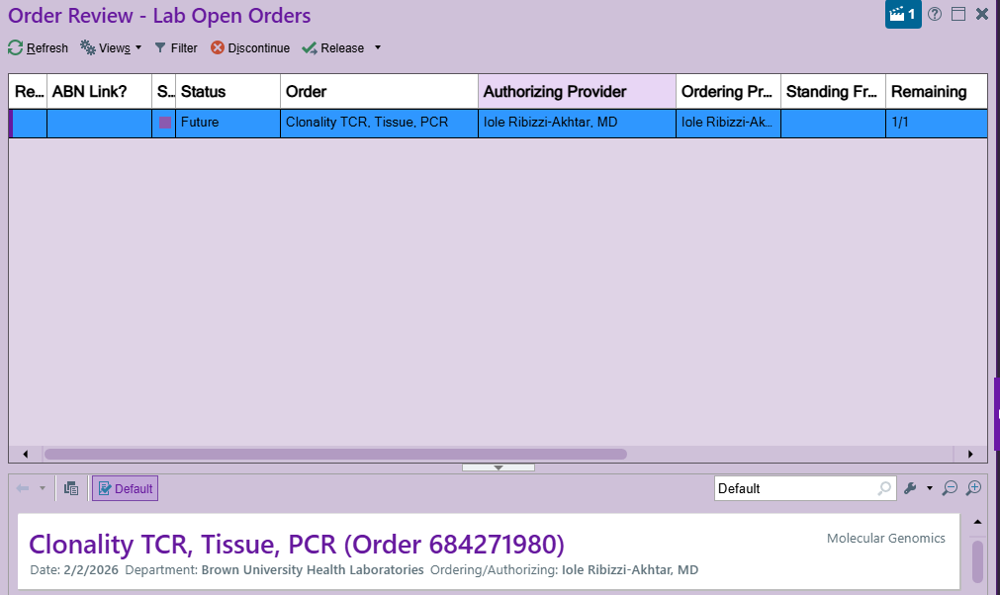 Order Review - Lab Open Orders
1
Refresh Views Filter Discontinue Release
Re... ABN Link? S... Status Order Authorizing Provider Ordering Pr... Standing Fr... Remaining
Future Clonality TCR, Tissue, PCR Iole Ribizzi-Akhtar, MD Iole Ribizzi-Ak... 1/1
Default Default
Clonality TCR, Tissue, PCR (Order 684271980) Molecular Genomics
Date: 2/2/2026 Department: Brown University Health Laboratories Ordering/Authorizing: Iole Ribizzi-Akhtar, MD